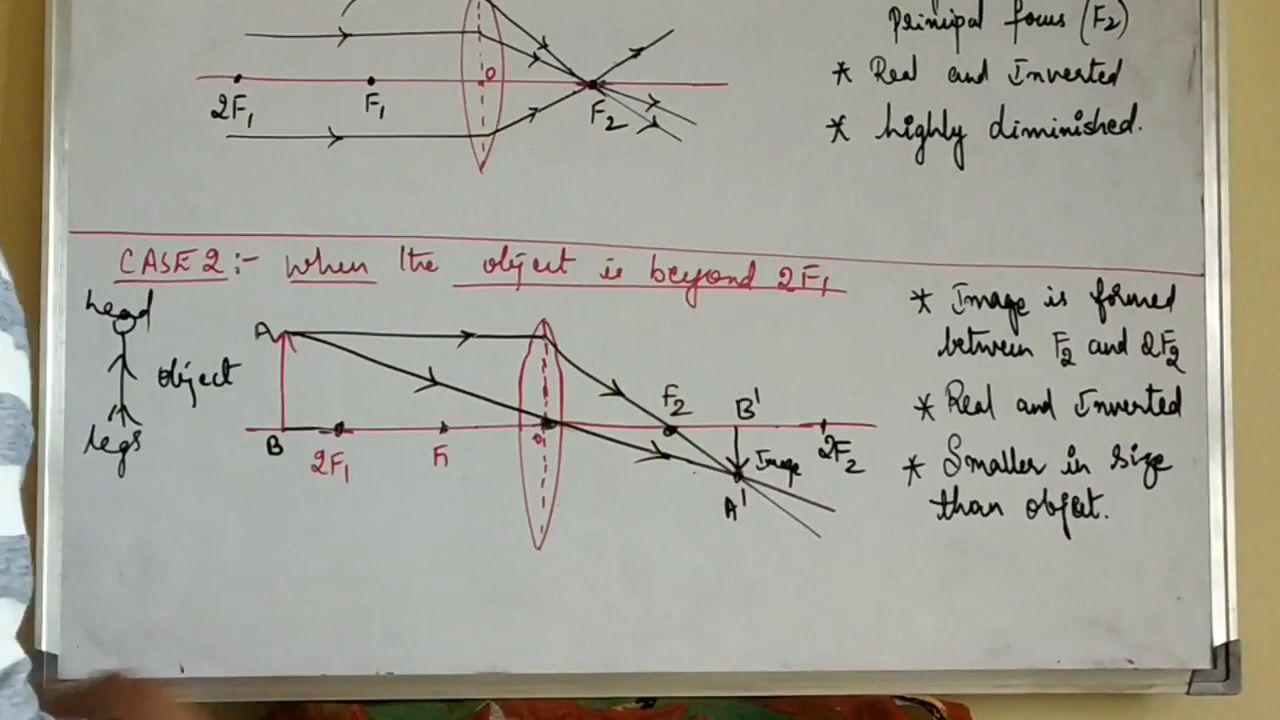 Principal focus (F2)
* Real and Inverted
* highly diminished.
O
2F1
F1
F2
CASE 2:- When the object is beyond 2F1
head
object
legs
A
B
2F1
F1
O
F2
B'
Image
A'
2F2
* Image is formed
between F2 and 2F2
* Real and Inverted
* Smaller in size
than object.